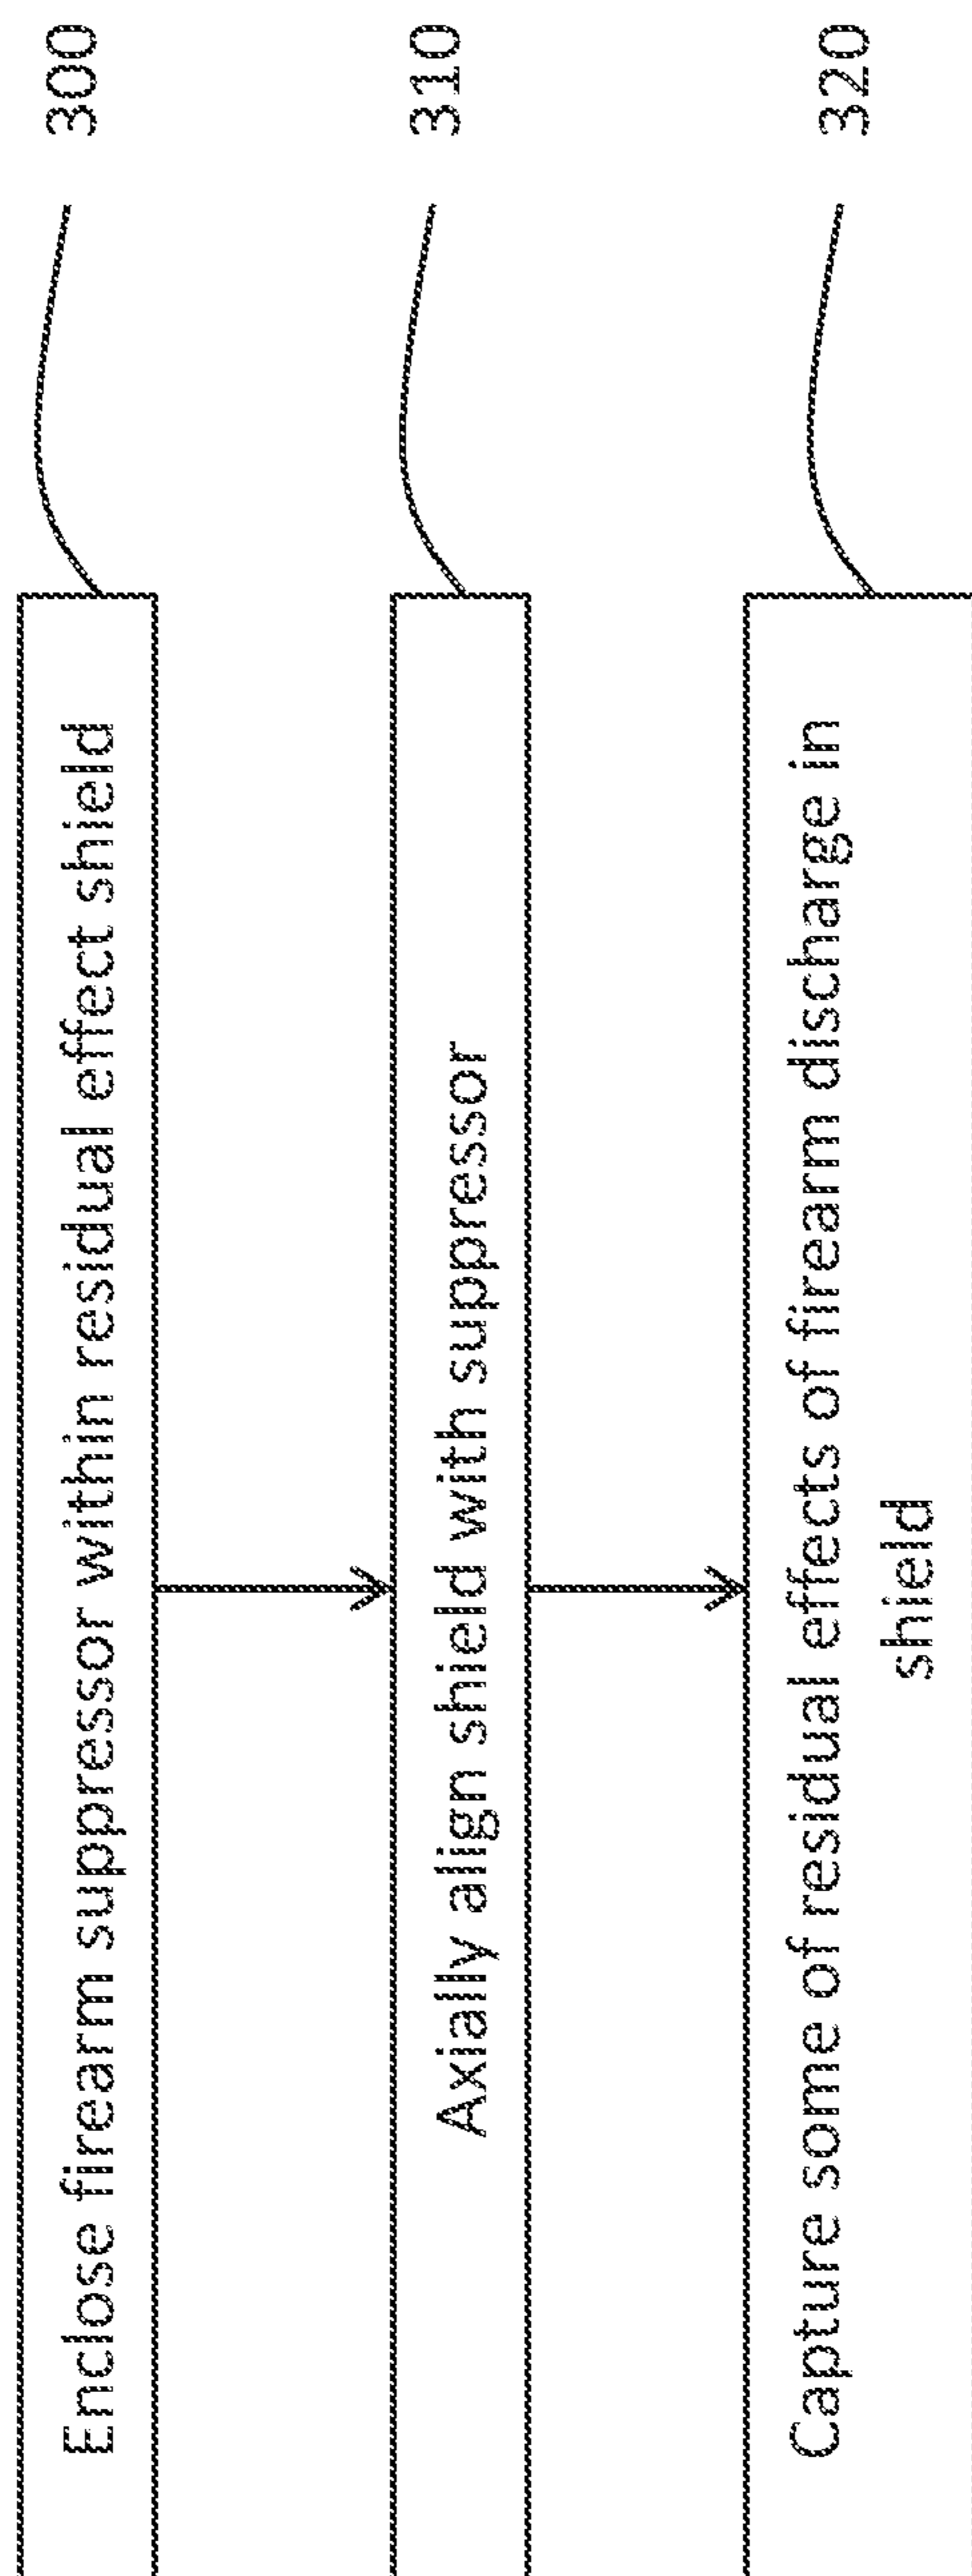 Enclose firearm suppressor within residual effect shield
300
Axially align shield with suppressor
310
Capture some of residual effects of firearm discharge in
shield
320